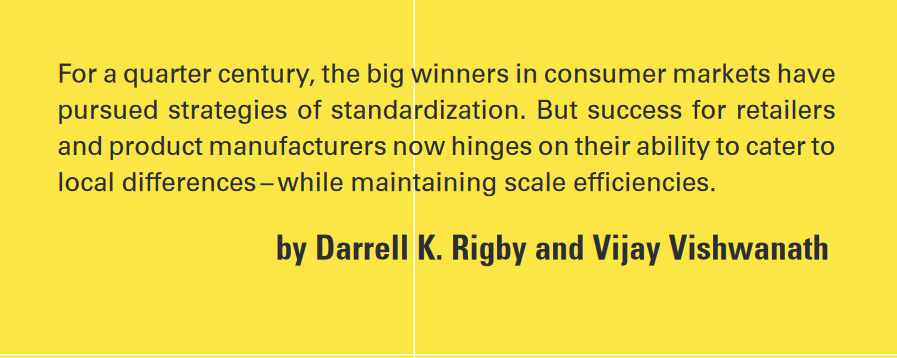 For a quarter century, the big winners in consumer markets have
pursued strategies of standardization. But success for retailers
and product manufacturers now hinges on their ability to cater to
local differences – while maintaining scale efficiencies.
by Darrell K. Rigby and Vijay Vishwanath